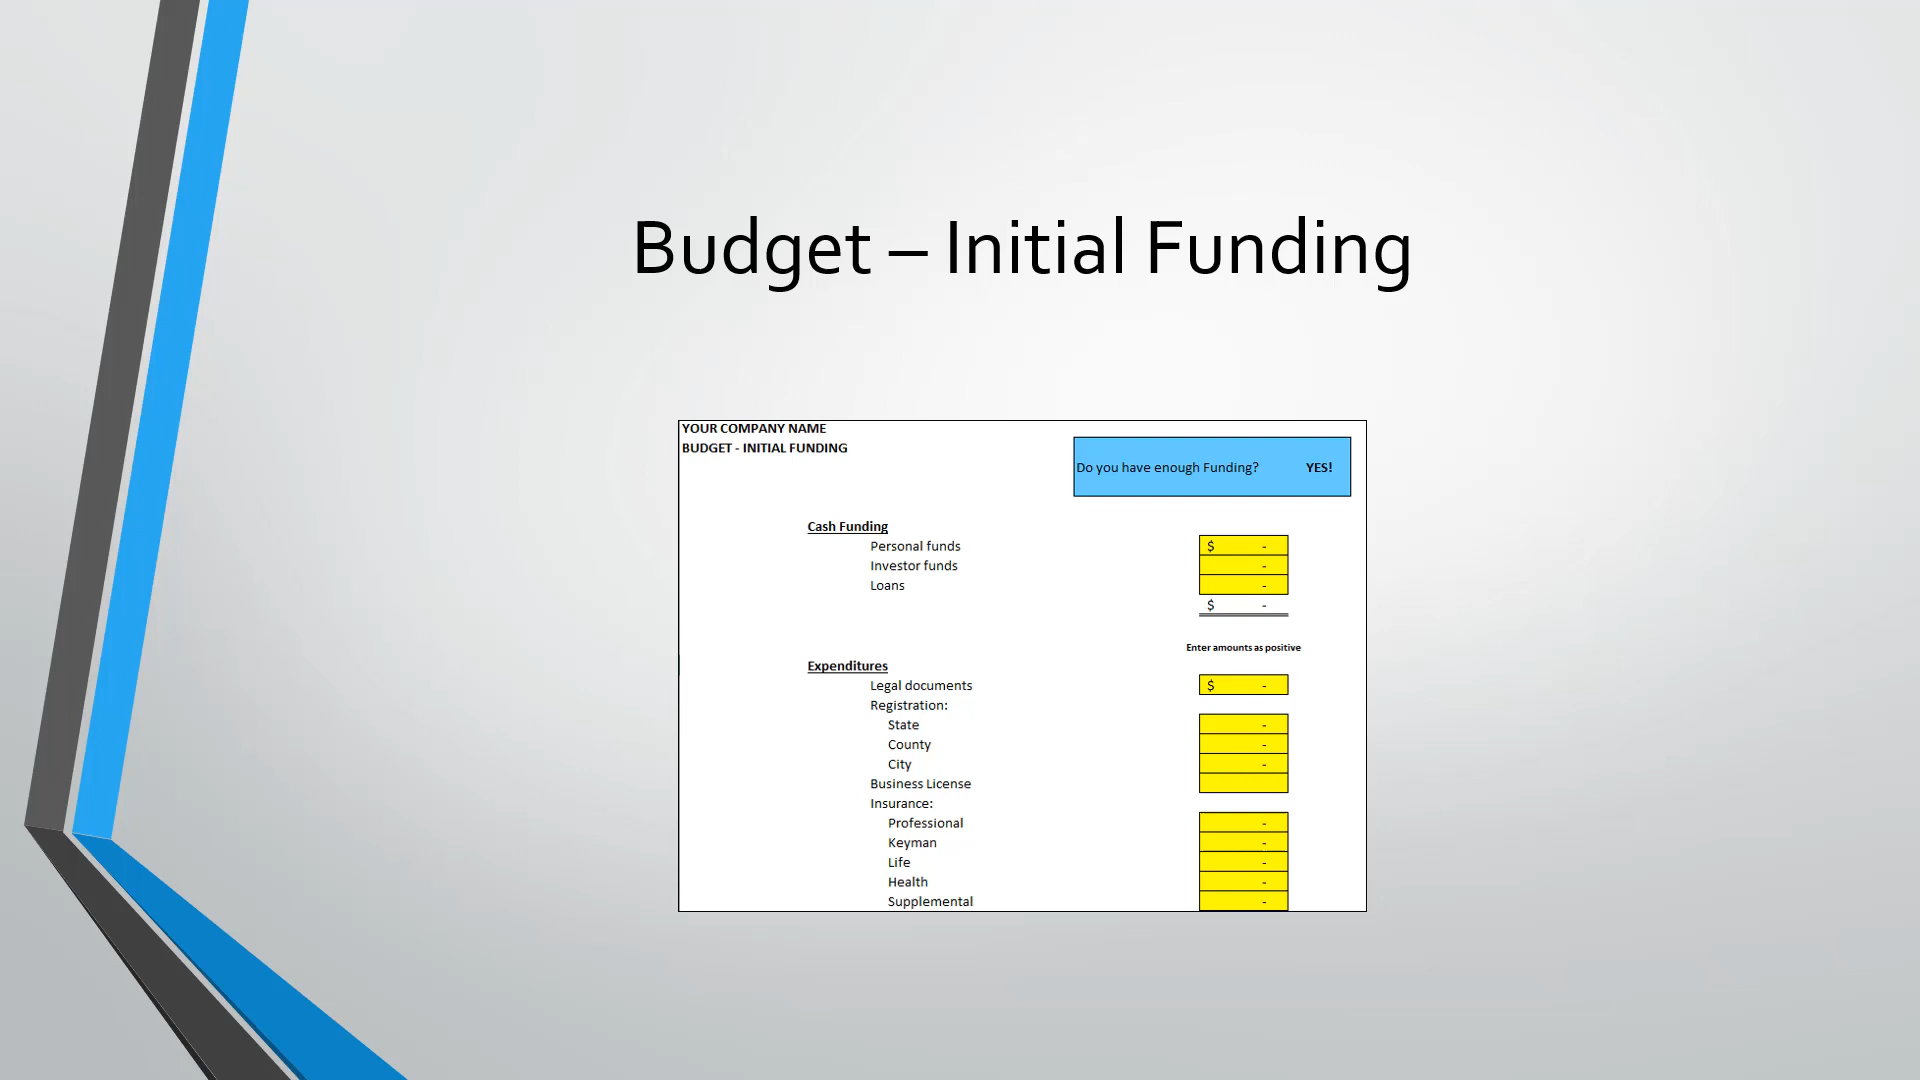 Budget – Initial Funding
YOUR COMPANY NAME
BUDGET - INITIAL FUNDING
Do you have enough Funding? YES!
Cash Funding
Personal funds $ -
Investor funds -
Loans -
$ -
Enter amounts as positive
Expenditures
Legal documents $ -
Registration:
State -
County -
City -
Business License
Insurance:
Professional -
Keyman -
Life -
Health -
Supplemental -